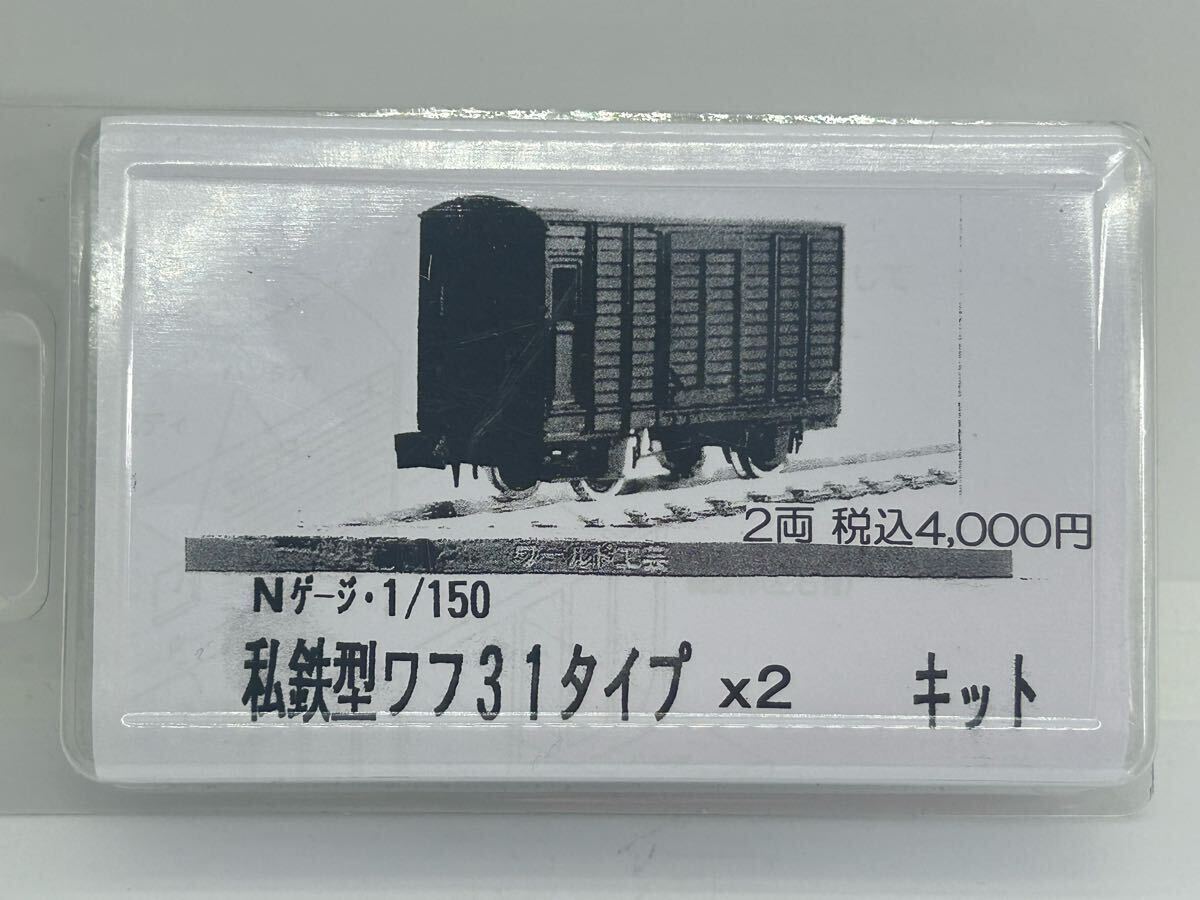 2両 税込4,000円
ワールド工芸
Nゲージ・1/150
私鉄型ワフ31タイプ x2 キット